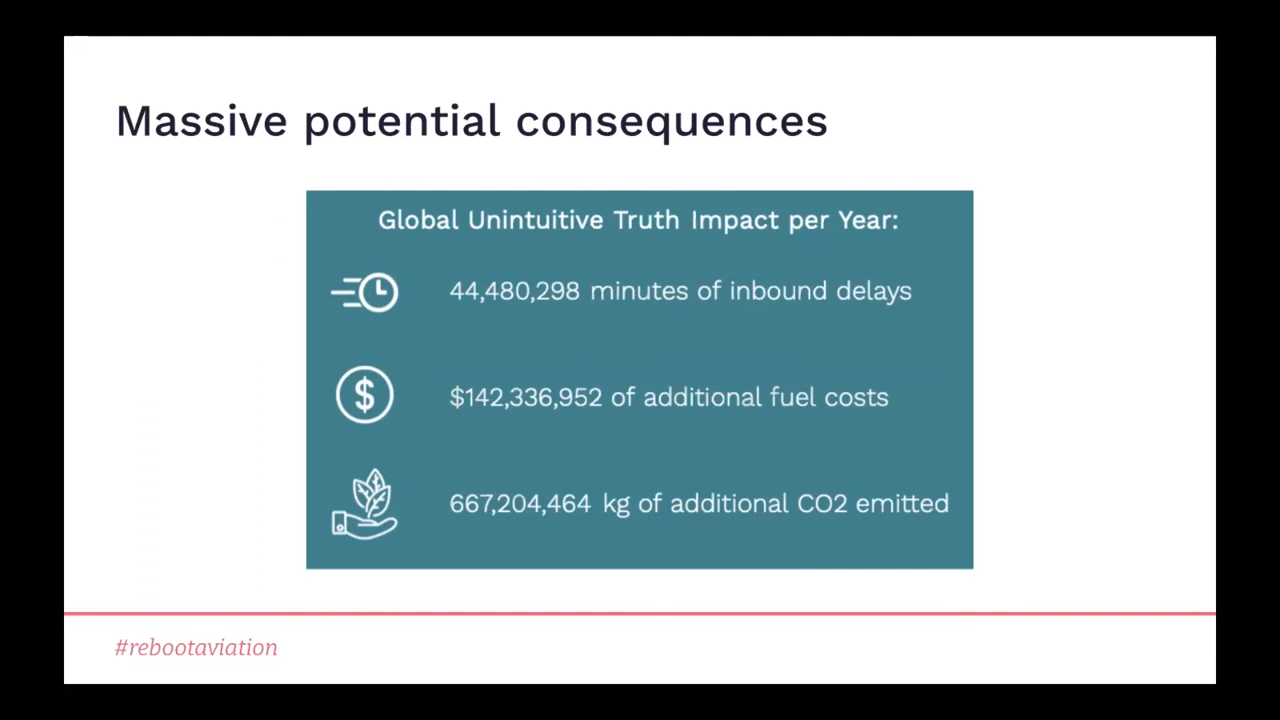 Massive potential consequences
Global Unintuitive Truth Impact per Year:
44,480,298 minutes of inbound delays
$142,336,952 of additional fuel costs
667,204,464 kg of additional CO2 emitted
#rebootaviation